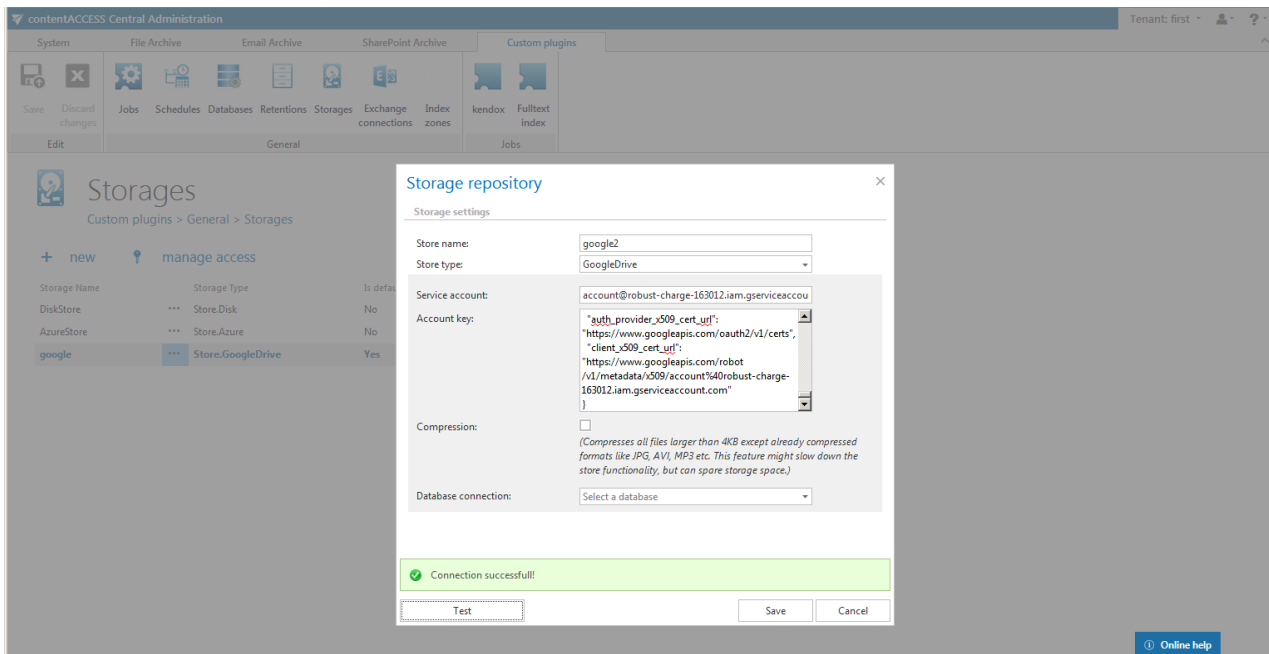 contentACCESS Central Administration
Tenant: first
?
System
File Archive
Email Archive
SharePoint Archive
Custom plugins
Save
Discard changes
Jobs
Schedules
Databases
Retentions
Storages
Exchange connections
Index zones
kendox
Fulltext index
Edit
General
Jobs
Storages
Custom plugins > General > Storages
+ new
manage access
Storage Name
Storage Type
Is defau
DiskStore
···
Store.Disk
No
AzureStore
···
Store.Azure
No
google
···
Store.GoogleDrive
Yes
Storage repository
Storage settings
Store name:
google2
Store type:
GoogleDrive
Service account:
account@robust-charge-163012.iam.gserviceaccou
Account key:
"auth_provider_x509_cert_url":
"https://www.googleapis.com/oauth2/v1/certs",
"client_x509_cert_url":
"https://www.googleapis.com/robot
/v1/metadata/x509/account%40robust-charge-
163012.iam.gserviceaccount.com"
}
Compression:
(Compresses all files larger than 4KB except already compressed
formats like JPG, AVI, MP3 etc. This feature might slow down the
store functionality, but can spare storage space.)
Database connection:
Select a database
Connection successfull!
Test
Save
Cancel
Online help